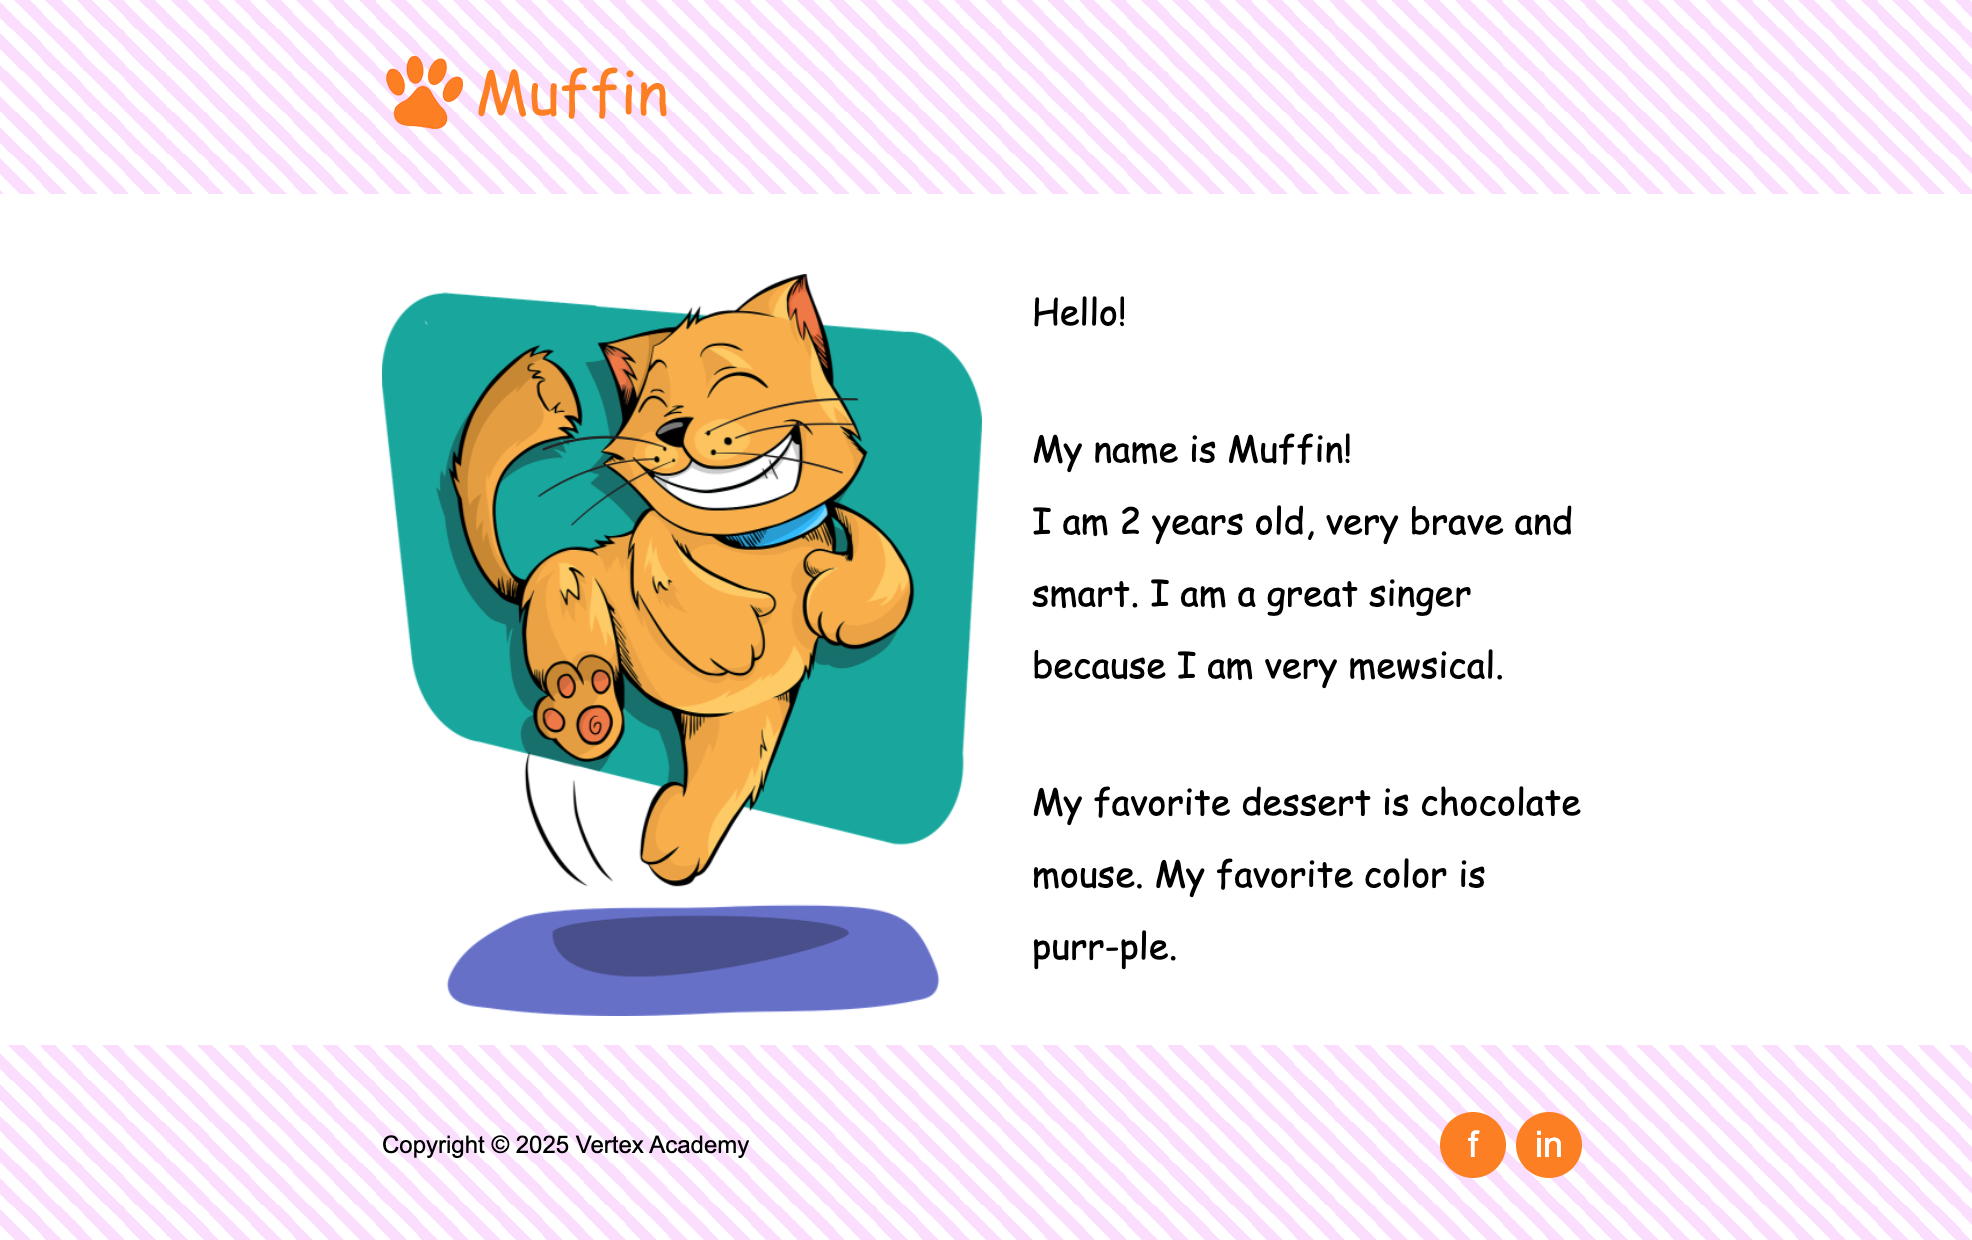 Muffin
Hello!
My name is Muffin!
I am 2 years old, very brave and
smart. I am a great singer
because I am very mewsical.
My favorite dessert is chocolate
mouse. My favorite color is
purr-ple.
Copyright © 2025 Vertex Academy
f in